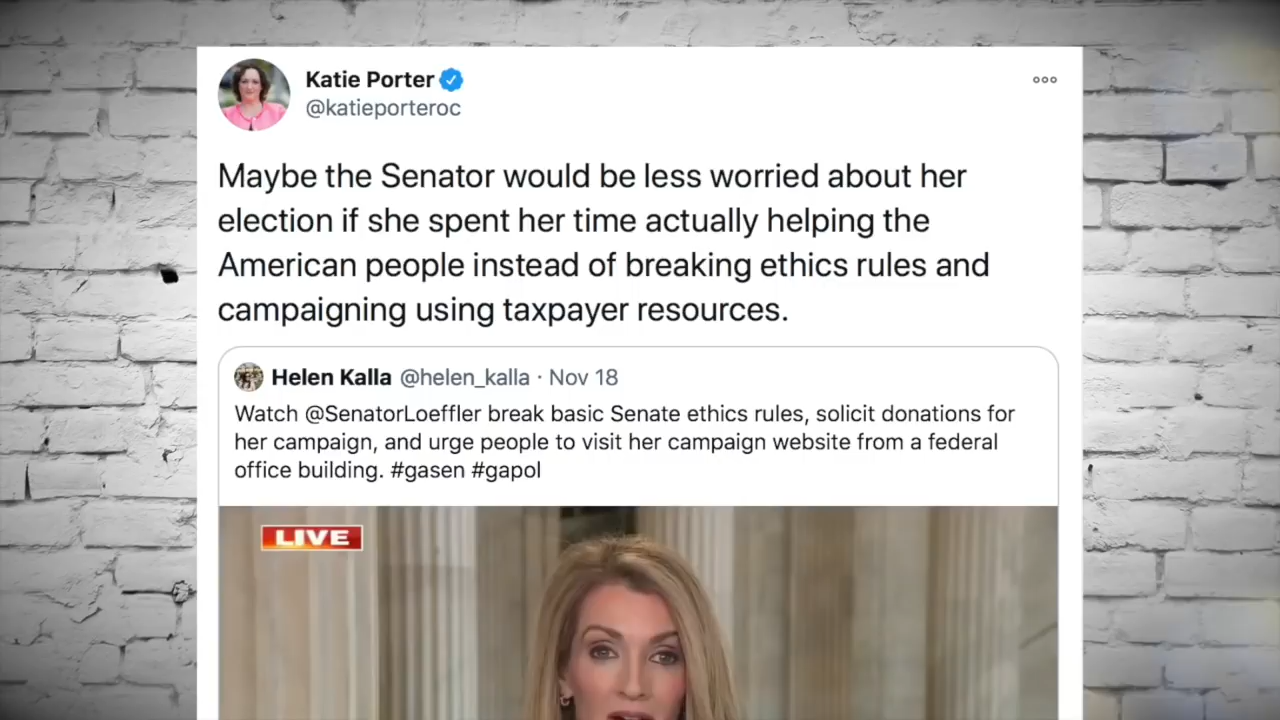 Katie Porter
@katieporteroc
Maybe the Senator would be less worried about her
election if she spent her time actually helping the
American people instead of breaking ethics rules and
campaigning using taxpayer resources.
Helen Kalla @helen_kalla · Nov 18
Watch @SenatorLoeffler break basic Senate ethics rules, solicit donations for
her campaign, and urge people to visit her campaign website from a federal
office building. #gasen #gapol
LIVE